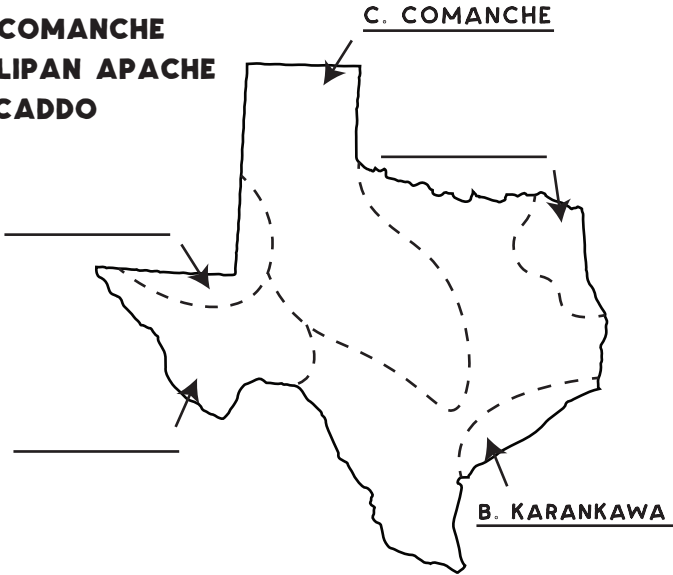 COMANCHE
LIPAN APACHE
CADDO
C. COMANCHE
B. KARANKAWA